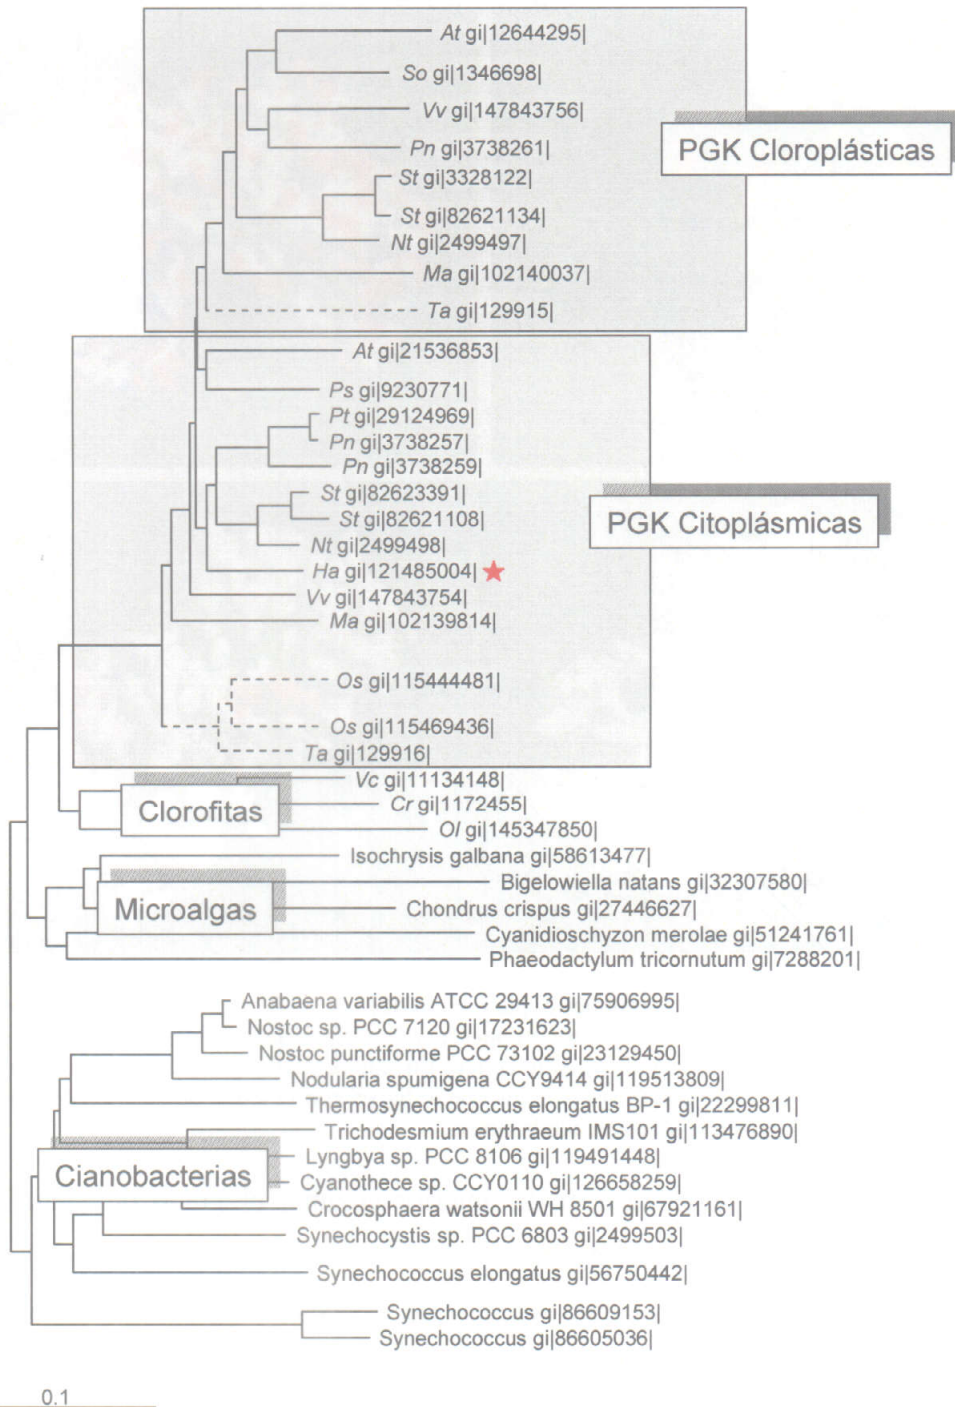 At gi|12644295|
So gi|1346698|
Vv gi|147843756|
PGK Cloroplásticas
Pn gi|3738261|
St gi|3328122|
St gi|82621134|
Nt gi|2499497|
Ma gi|102140037|
Ta gi|129915|
At gi|21536853|
Ps gi|9230771|
Pt gi|29124969|
Pn gi|3738257|
Pn gi|3738259|
St gi|82623391|
St gi|82621108|
PGK Citoplásmicas
Nt gi|2499498|
Ha gi|121485004|
Vv gi|147843754|
Ma gi|102139814|
Os gi|115444481|
Os gi|115469436|
Ta gi|129916|
Vc gi|11134148|
Clorofitas
Cr gi|1172455|
Ol gi|145347850|
Isochrysis galbana gi|58613477|
Bigelowiella natans gi|32307580|
Microalgas
Chondrus crispus gi|27446627|
Cyanidioschyzon merolae gi|51241761|
Phaeodactylum tricornutum gi|7288201|
Anabaena variabilis ATCC 29413 gi|75906995|
Nostoc sp. PCC 7120 gi|17231623|
Nostoc punctiforme PCC 73102 gi|23129450|
Nodularia spumigena CCY9414 gi|119513809|
Thermosynechococcus elongatus BP-1 gi|22299811|
Trichodesmium erythraeum IMS101 gi|113476890|
Lyngbya sp. PCC 8106 gi|119491448|
Cianobacterias
Cyanothece sp. CCY0110 gi|126658259|
Crocosphaera watsonii WH 8501 gi|67921161|
Synechocystis sp. PCC 6803 gi|2499503|
Synechococcus elongatus gi|56750442|
Synechococcus gi|86609153|
Synechococcus gi|86605036|
0.1